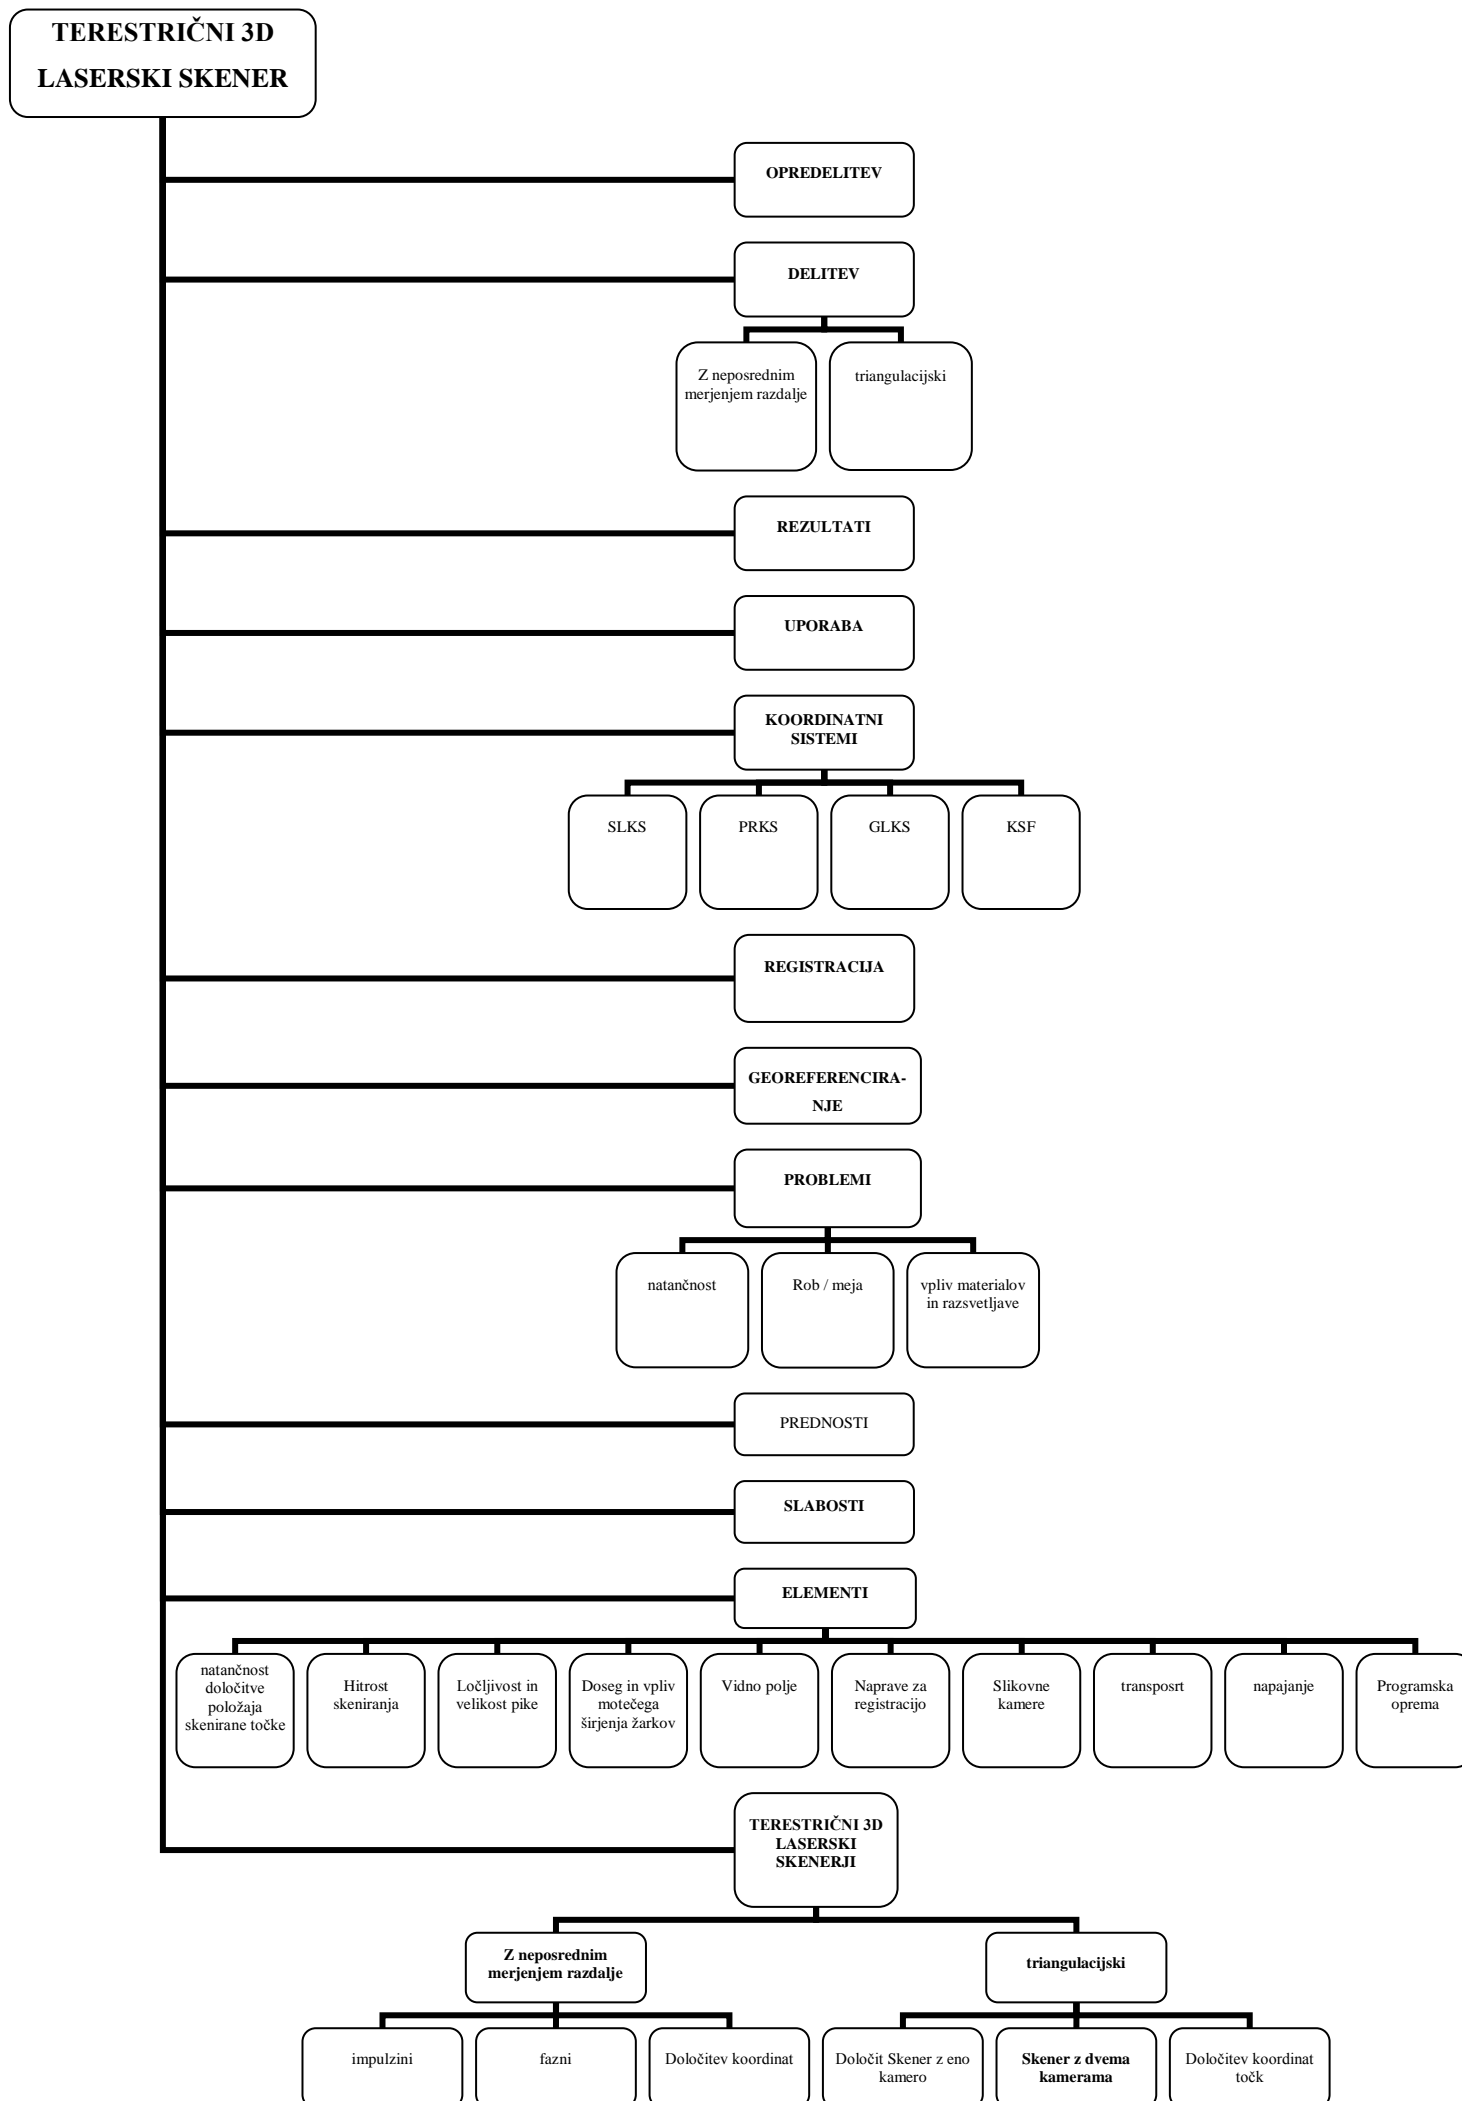 TERESTRIČNI 3D
LASERSKI SKENER
OPREDELITEV
DELITEV
Z neposrednim
merjenjem razdalje
triangulacijski
REZULTATI
UPORABA
KOORDINATNI
SISTEMI
SLKS
PRKS
GLKS
KSF
REGISTRACIJA
GEOREFERENCIRA-
NJE
PROBLEMI
natančnost
Rob / meja
vpliv materialov
in razsvetljave
PREDNOSTI
SLABOSTI
ELEMENTI
natančnost
določitve
položaja
skenirane točke
Hitrost
skeniranja
Ločljivost in
velikost pike
Doseg in vpliv
motečega
širjenja žarkov
Vidno polje
Naprave za
registracijo
Slikovne
kamere
transposrt
napajanje
Programska
oprema
TERESTRIČNI 3D
LASERSKI
SKENERJI
Z neposrednim
merjenjem razdalje
triangulacijski
impulzini
fazni
Določitev koordinat
Določit Skener z eno
kamero
Skener z dvema
kamerama
Določitev koordinat
točk